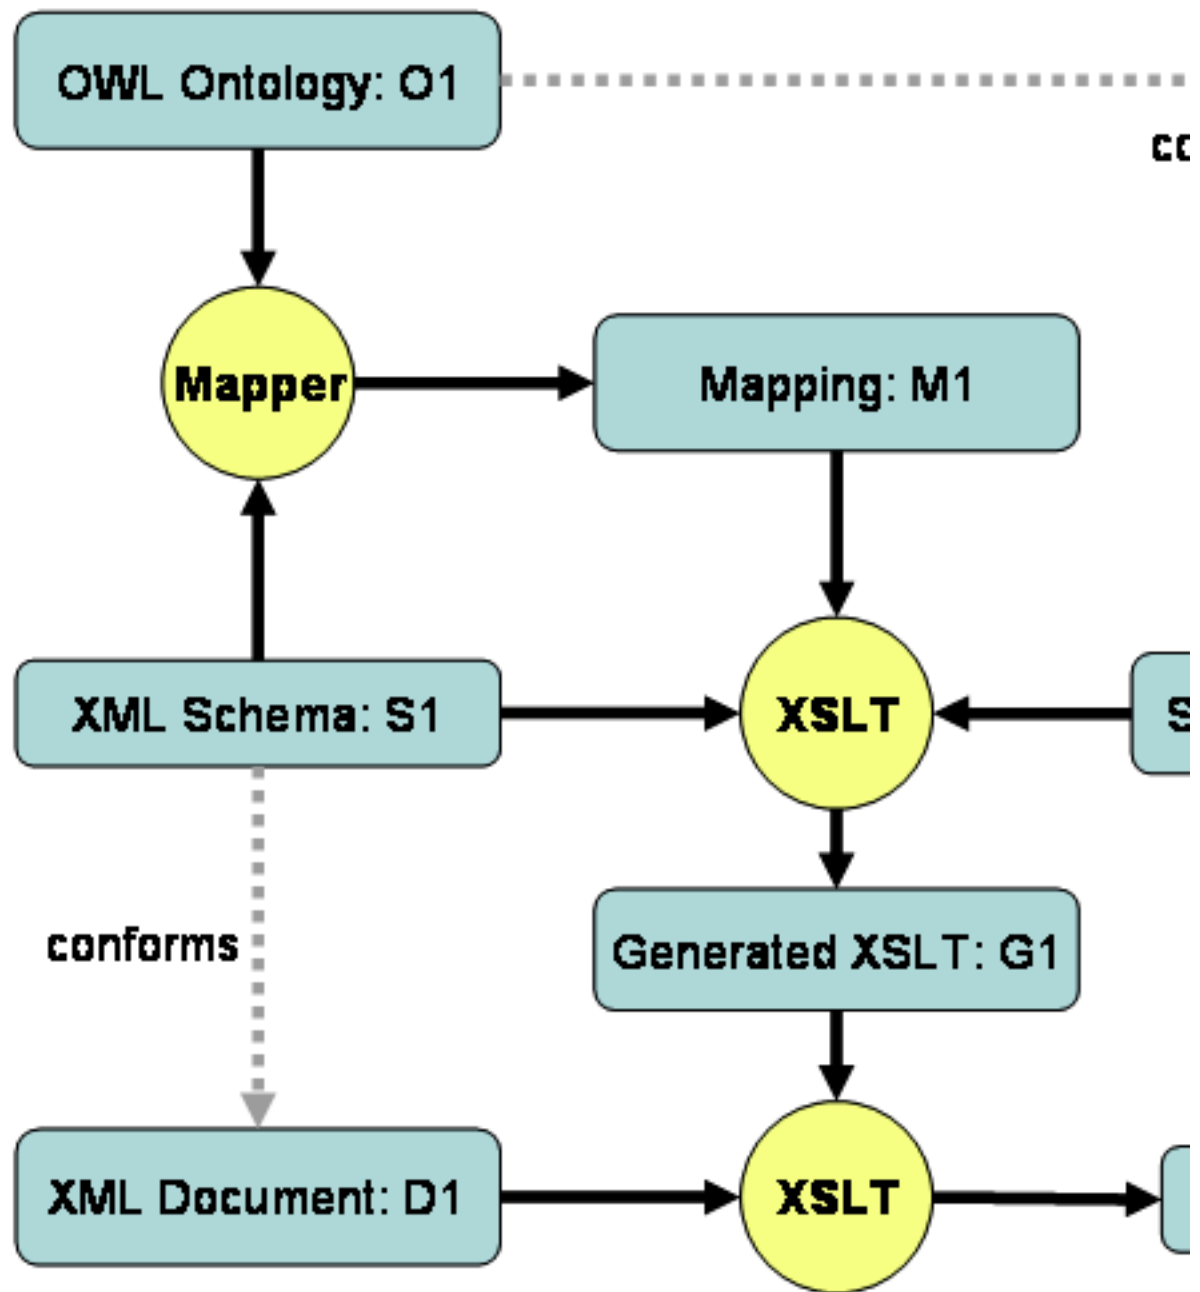 OWL Ontology: O1
Mapper
Mapping: M1
XML Schema: S1
XSLT
conforms
Generated XSLT: G1
XML Document: D1
XSLT